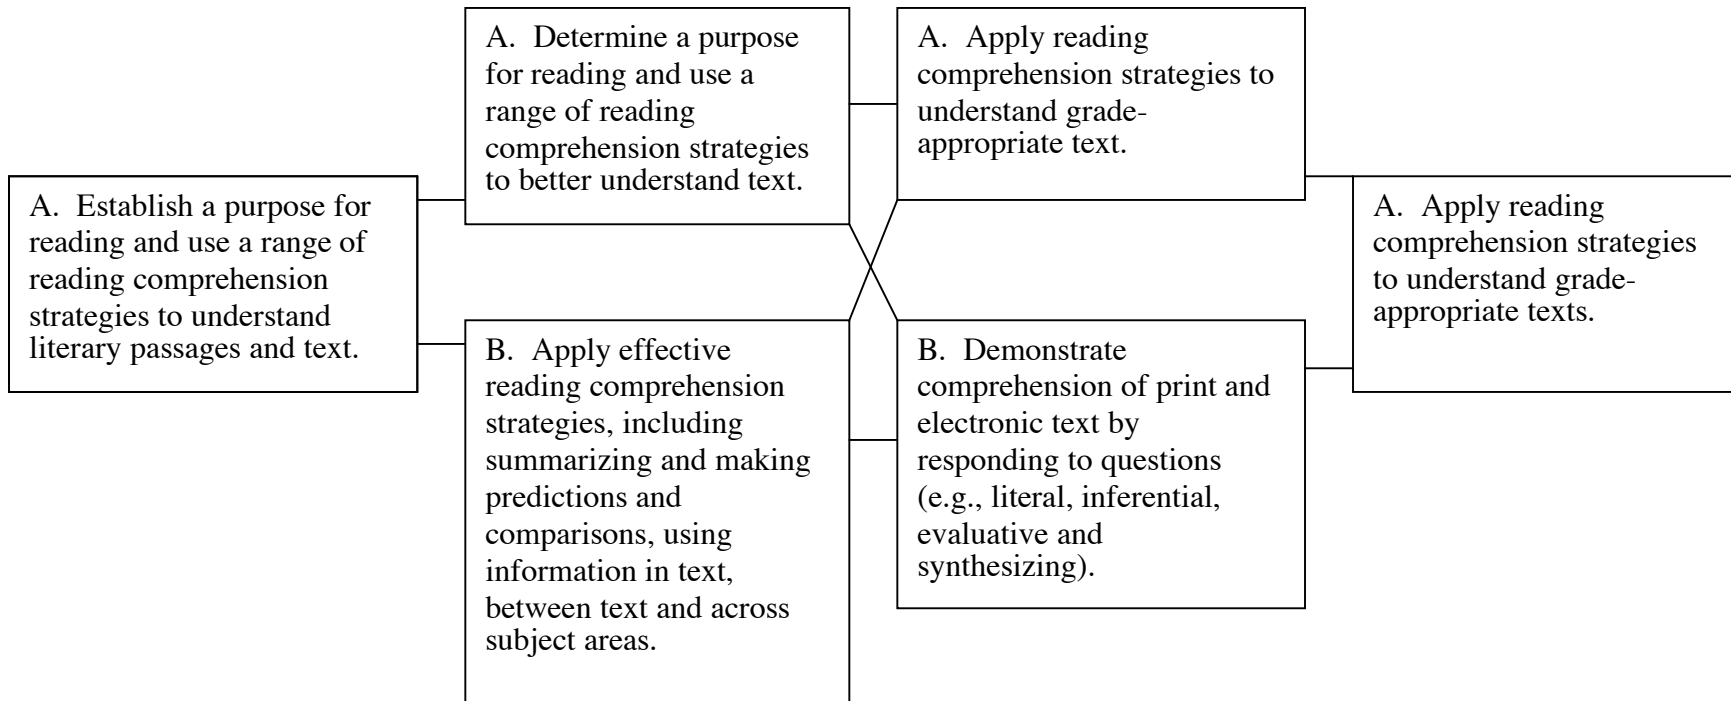 A. Establish a purpose for
reading and use a range of
reading comprehension
strategies to understand
literary passages and text.
A. Determine a purpose
for reading and use a
range of reading
comprehension strategies
to better understand text.
B. Apply effective
reading comprehension
strategies, including
summarizing and making
predictions and
comparisons, using
information in text,
between text and across
subject areas.
A. Apply reading
comprehension strategies to
understand grade-
appropriate text.
B. Demonstrate
comprehension of print and
electronic text by
responding to questions
(e.g., literal, inferential,
evaluative and
synthesizing).
A. Apply reading
comprehension strategies
to understand grade-
appropriate texts.